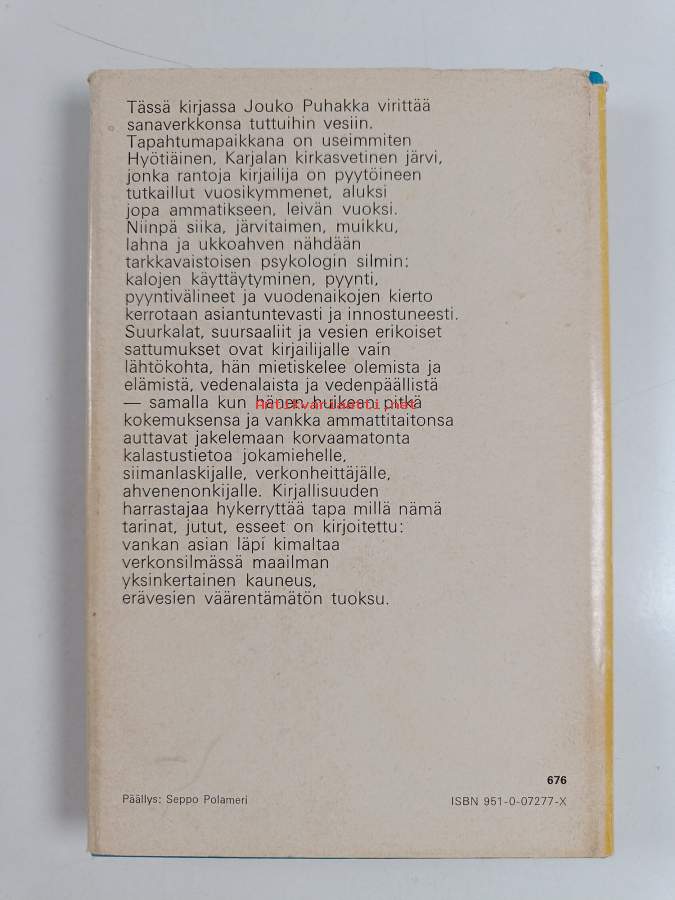 Tässä kirjassa Jouko Puhakka virittää
sanaverkkonsa tuttuihin vesiin.
Tapahtumapaikkana on useimmiten
Hyötiäinen, Karjalan kirkasvetinen järvi,
jonka rantoja kirjailija on pyytöineen
tutkaillut vuosikymmenet, aluksi
jopa ammatikseen, leivän vuoksi.
Niinpä siika, järvitaimen, muikku,
lahna ja ukkoahven nähdään
tarkkavaistoisen psykologin silmin:
kalojen käyttäytyminen, pyynti,
pyyntivälineet ja vuodenaikojen kierto
kerrotaan asiantuntevasti ja innostuneesti.
Suurkalat, suursaaliit ja vesien erikoiset
sattumukset ovat kirjailijalle vain
lähtökohta, hän mietiskelee olemista ja
elämistä, vedenalaista ja vedenpäällistä
— samalla kun hänen huikean pitkä
Antikvariaatti.net
kokemuksensa ja vankka ammattitaitonsa
auttavat jakelemaan korvaamatonta
kalastustietoa jokamiehelle,
siimanlaskijalle, verkonheittäjälle,
ahvenenonkijalle. Kirjallisuuden
harrastajaa hykerryttää tapa millä nämä
tarinat, jutut, esseet on kirjoitettu:
vankan asian läpi kimaltaa
verkonsilmässä maailman
yksinkertainen kauneus,
erävesien väärentämätön tuoksu.
676
Päällys: Seppo Polameri ISBN 951-0-07277-X